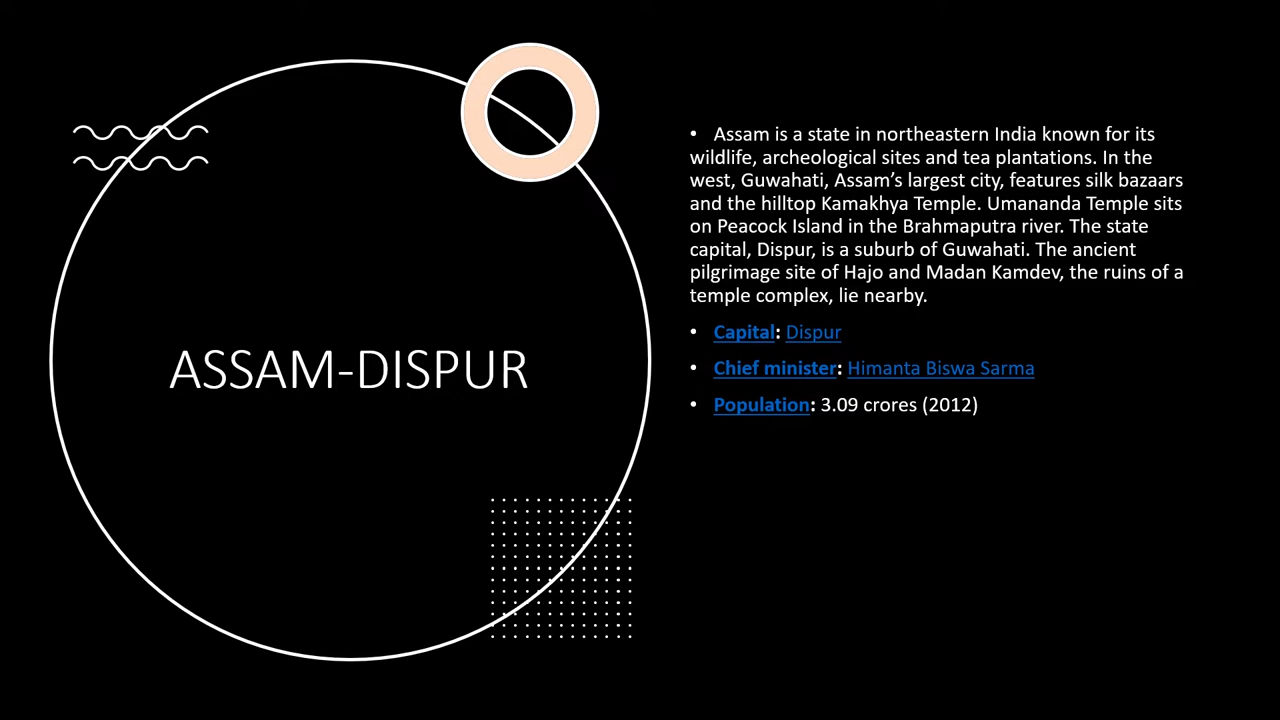 ASSAM-DISPUR
• Assam is a state in northeastern India known for its
wildlife, archeological sites and tea plantations. In the
west, Guwahati, Assam’s largest city, features silk bazaars
and the hilltop Kamakhya Temple. Umananda Temple sits
on Peacock Island in the Brahmaputra river. The state
capital, Dispur, is a suburb of Guwahati. The ancient
pilgrimage site of Hajo and Madan Kamdev, the ruins of a
temple complex, lie nearby.
• Capital: Dispur
• Chief minister: Himanta Biswa Sarma
• Population: 3.09 crores (2012)